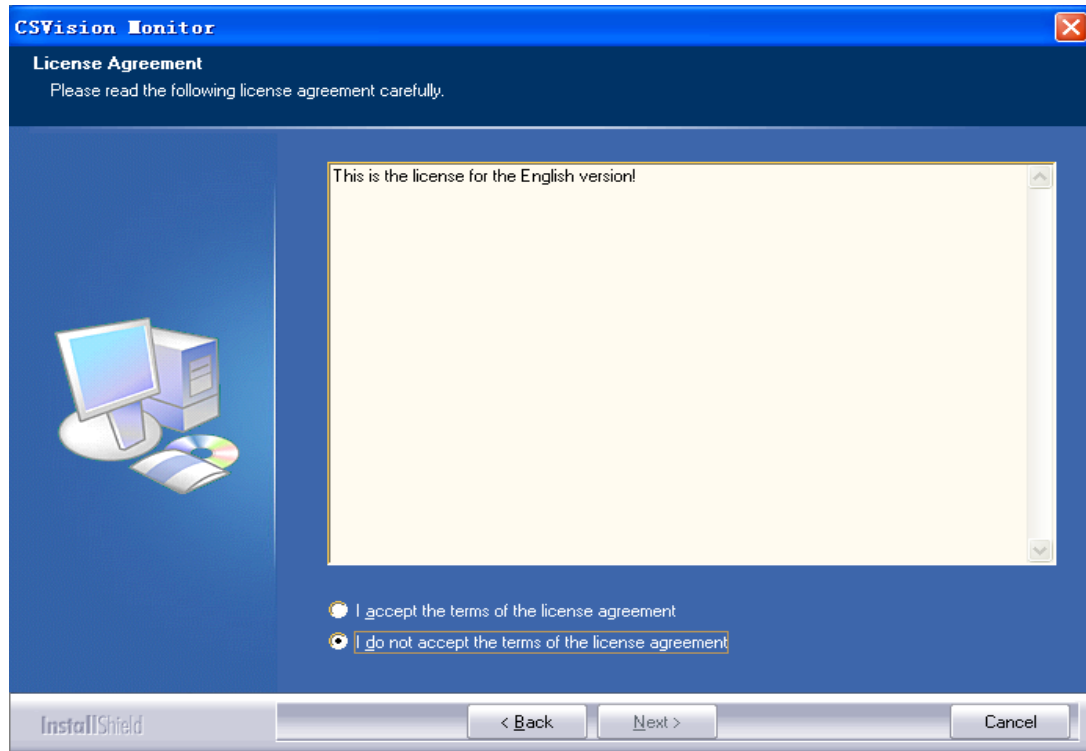 CSVision Monitor
License Agreement
Please read the following license agreement carefully.
This is the license for the English version!
I accept the terms of the license agreement
I do not accept the terms of the license agreement
InstallShield
< Back
Next >
Cancel